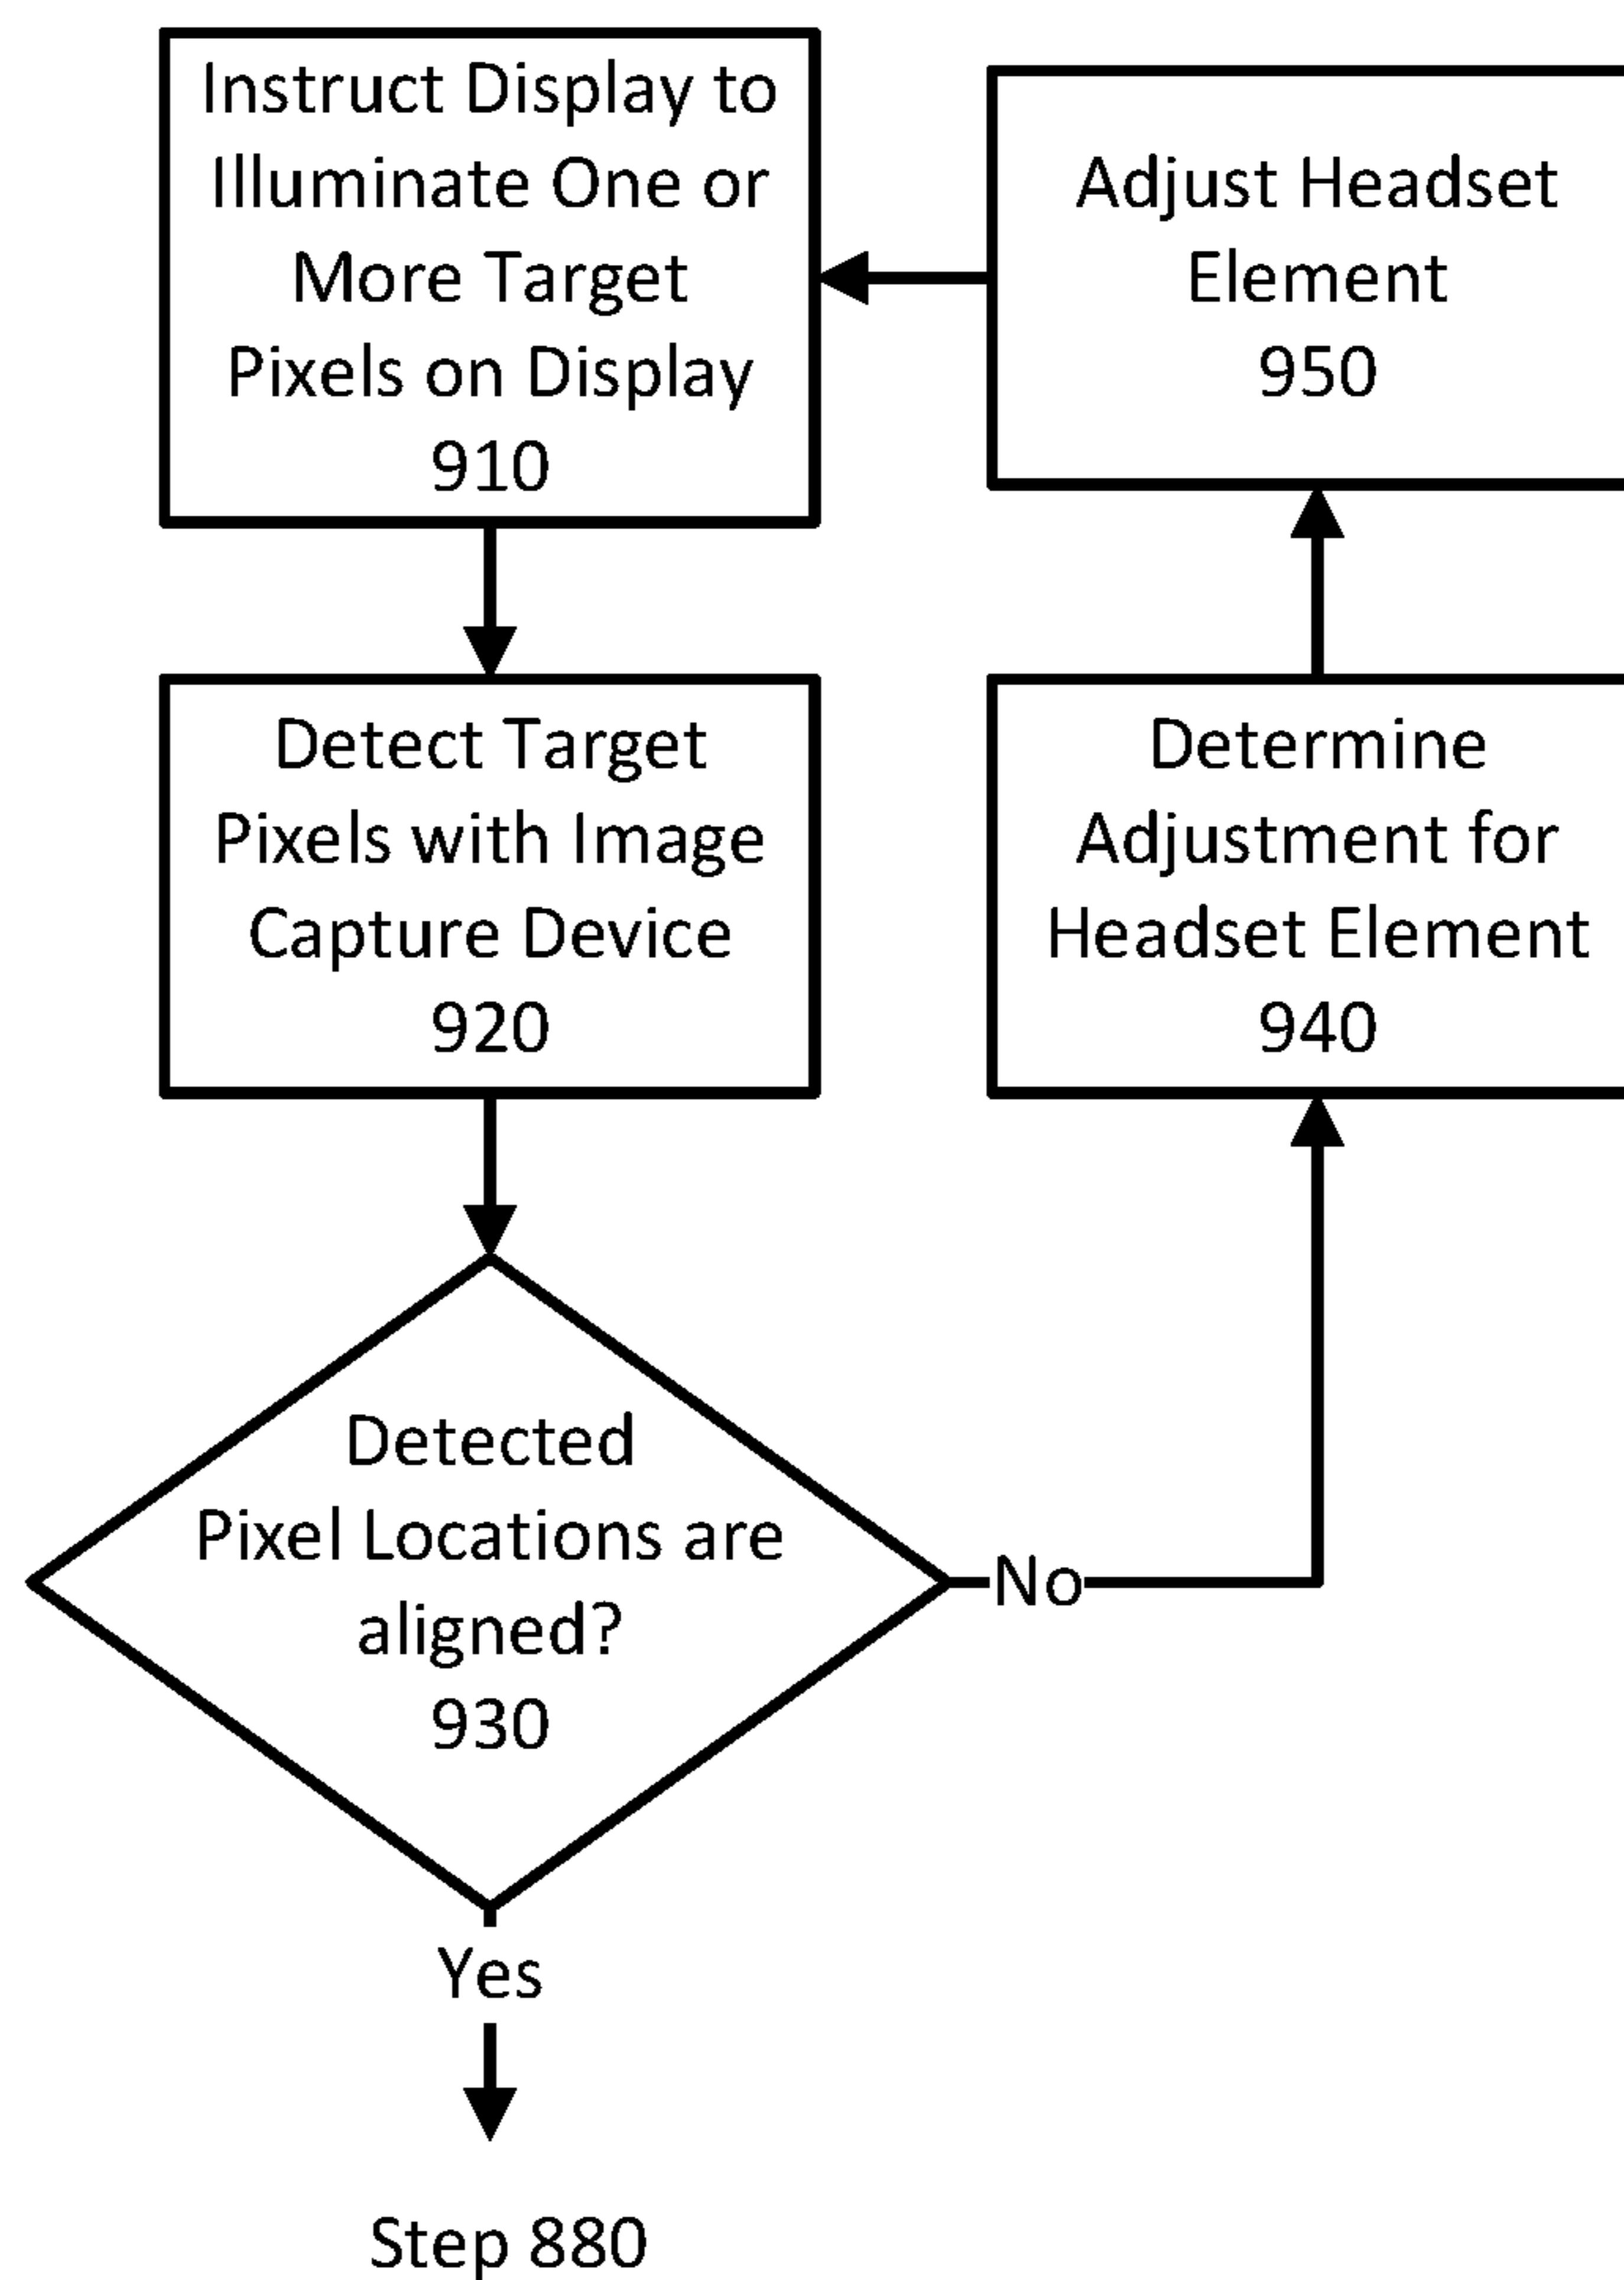 Instruct Display to
Illuminate One or
More Target
Pixels on Display
910
Detect Target
Pixels with Image
Capture Device
920
Detected
Pixel Locations are
aligned?
930
No
Yes
Step 880
Determine
Adjustment for
Headset Element
940
Adjust Headset
Element
950